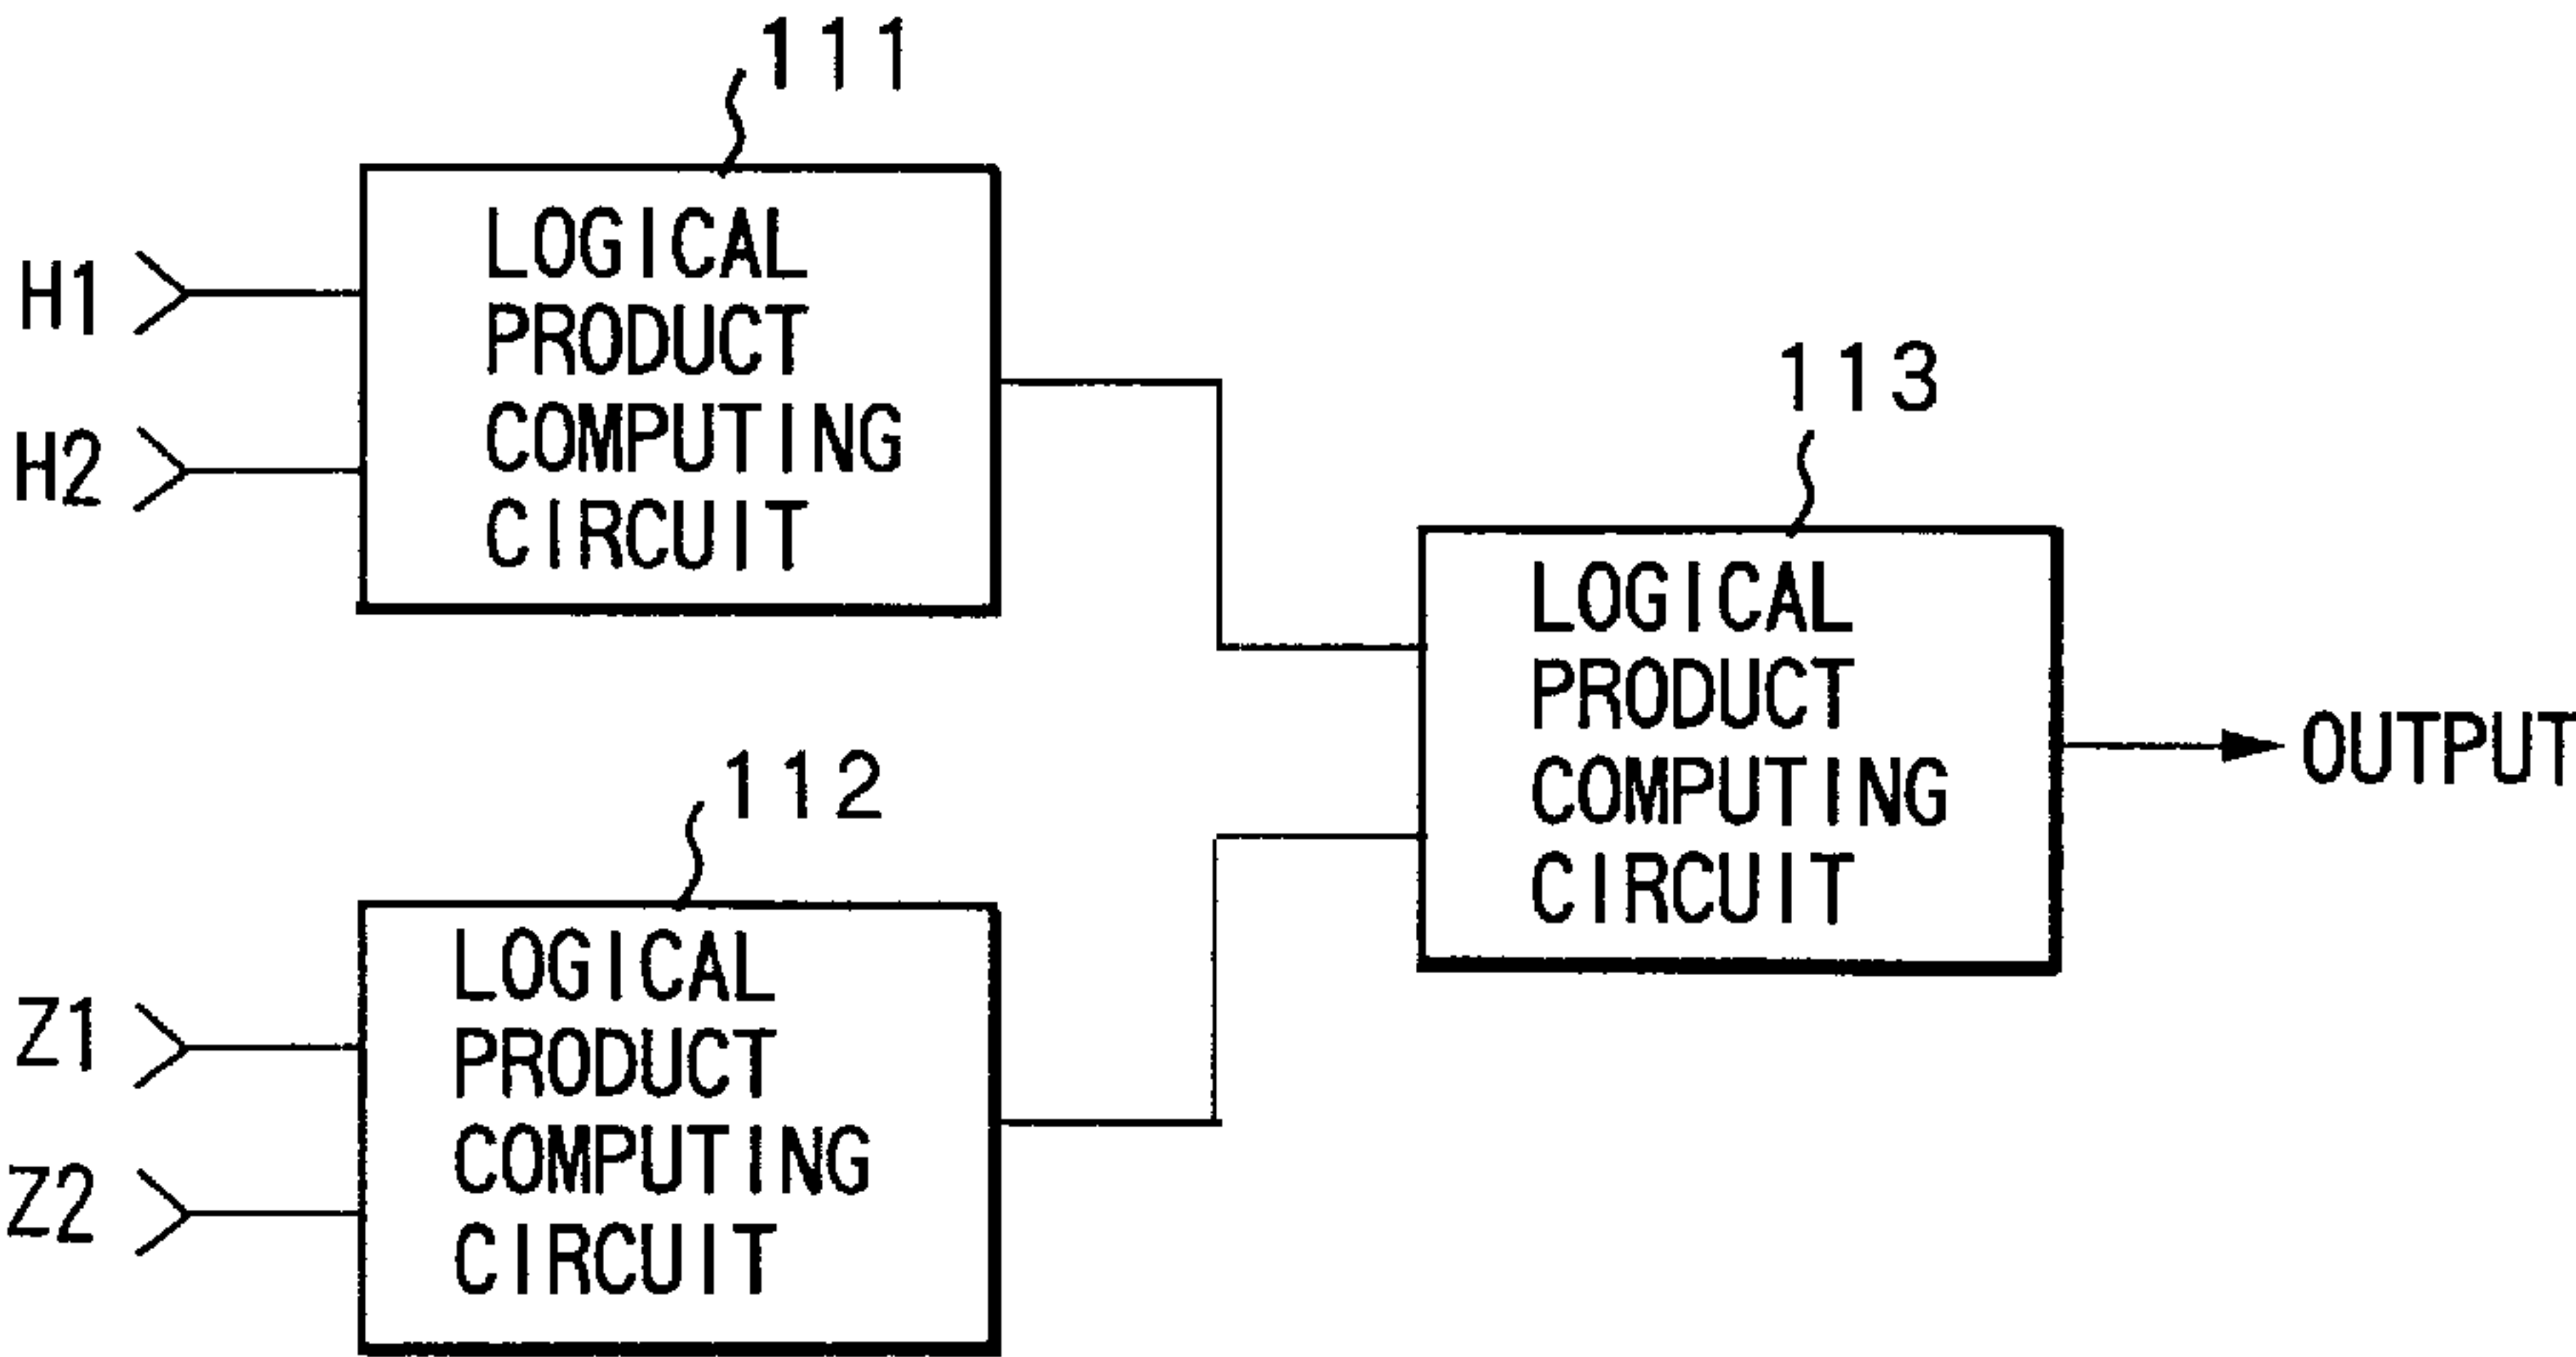 111
H1
H2
LOGICAL
PRODUCT
COMPUTING
CIRCUIT
113
LOGICAL
PRODUCT
COMPUTING
CIRCUIT
OUTPUT
112
Z1
Z2
LOGICAL
PRODUCT
COMPUTING
CIRCUIT